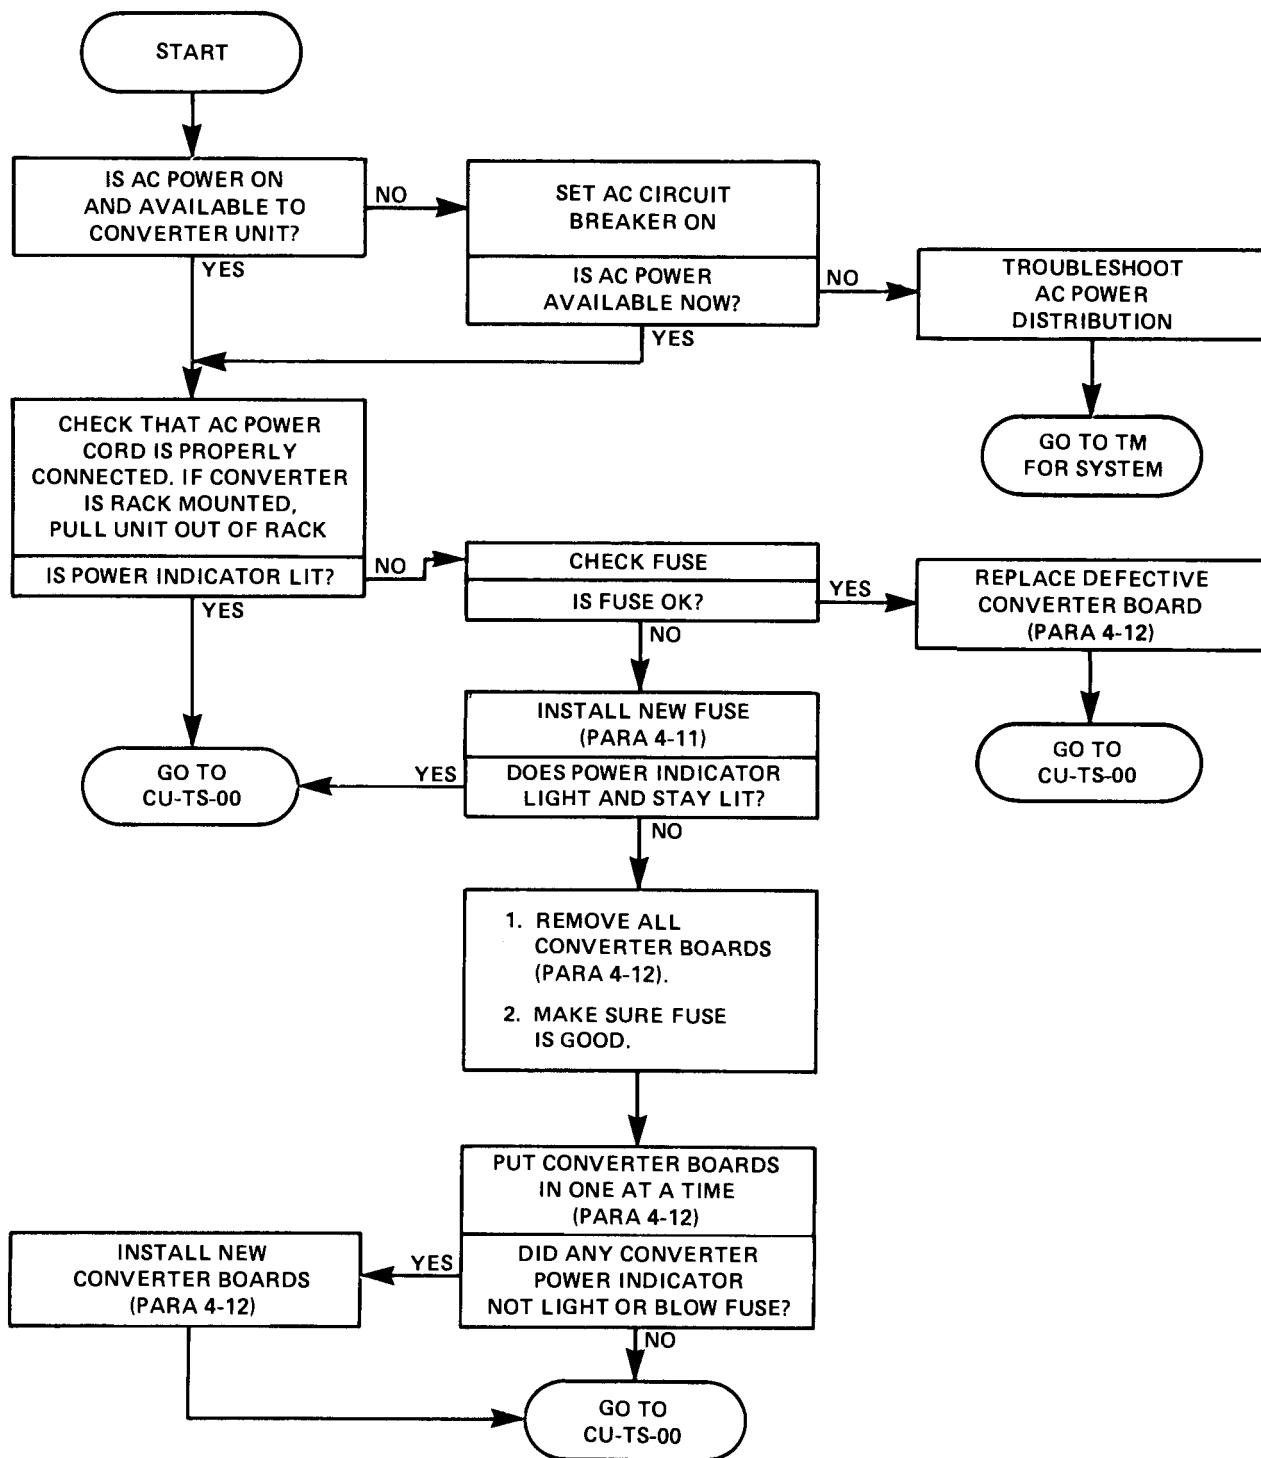 START
IS AC POWER ON
AND AVAILABLE TO
CONVERTER UNIT?
NO
YES
SET AC CIRCUIT
BREAKER ON
IS AC POWER
AVAILABLE NOW?
NO
YES
TROUBLESHOOT
AC POWER
DISTRIBUTION
GO TO TM
FOR SYSTEM
CHECK THAT AC POWER
CORD IS PROPERLY
CONNECTED. IF CONVERTER
IS RACK MOUNTED,
PULL UNIT OUT OF RACK
IS POWER INDICATOR LIT?
NO
YES
CHECK FUSE
IS FUSE OK?
YES
NO
REPLACE DEFECTIVE
CONVERTER BOARD
(PARA 4-12)
GO TO
CU-TS-00
INSTALL NEW FUSE
(PARA 4-11)
DOES POWER INDICATOR
LIGHT AND STAY LIT?
YES
NO
GO TO
CU-TS-00
1. REMOVE ALL
CONVERTER BOARDS
(PARA 4-12).
2. MAKE SURE FUSE
IS GOOD.
PUT CONVERTER BOARDS
IN ONE AT A TIME
(PARA 4-12)
DID ANY CONVERTER
POWER INDICATOR
NOT LIGHT OR BLOW FUSE?
YES
NO
INSTALL NEW
CONVERTER BOARDS
(PARA 4-12)
GO TO
CU-TS-00